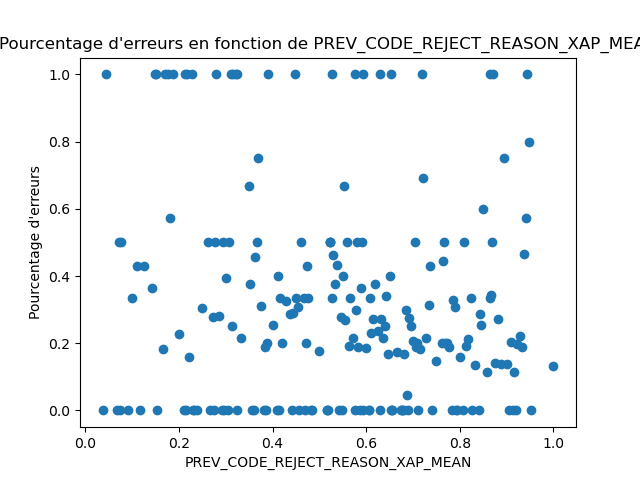 Pourcentage d'erreurs en fonction de PREV_CODE_REJECT_REASON_XAP_MEA
1.0
0.8
0.6
0.4
0.2
0.0
Pourcentage d'erreurs
0.0 0.2 0.4 0.6 0.8 1.0
PREV_CODE_REJECT_REASON_XAP_MEAN